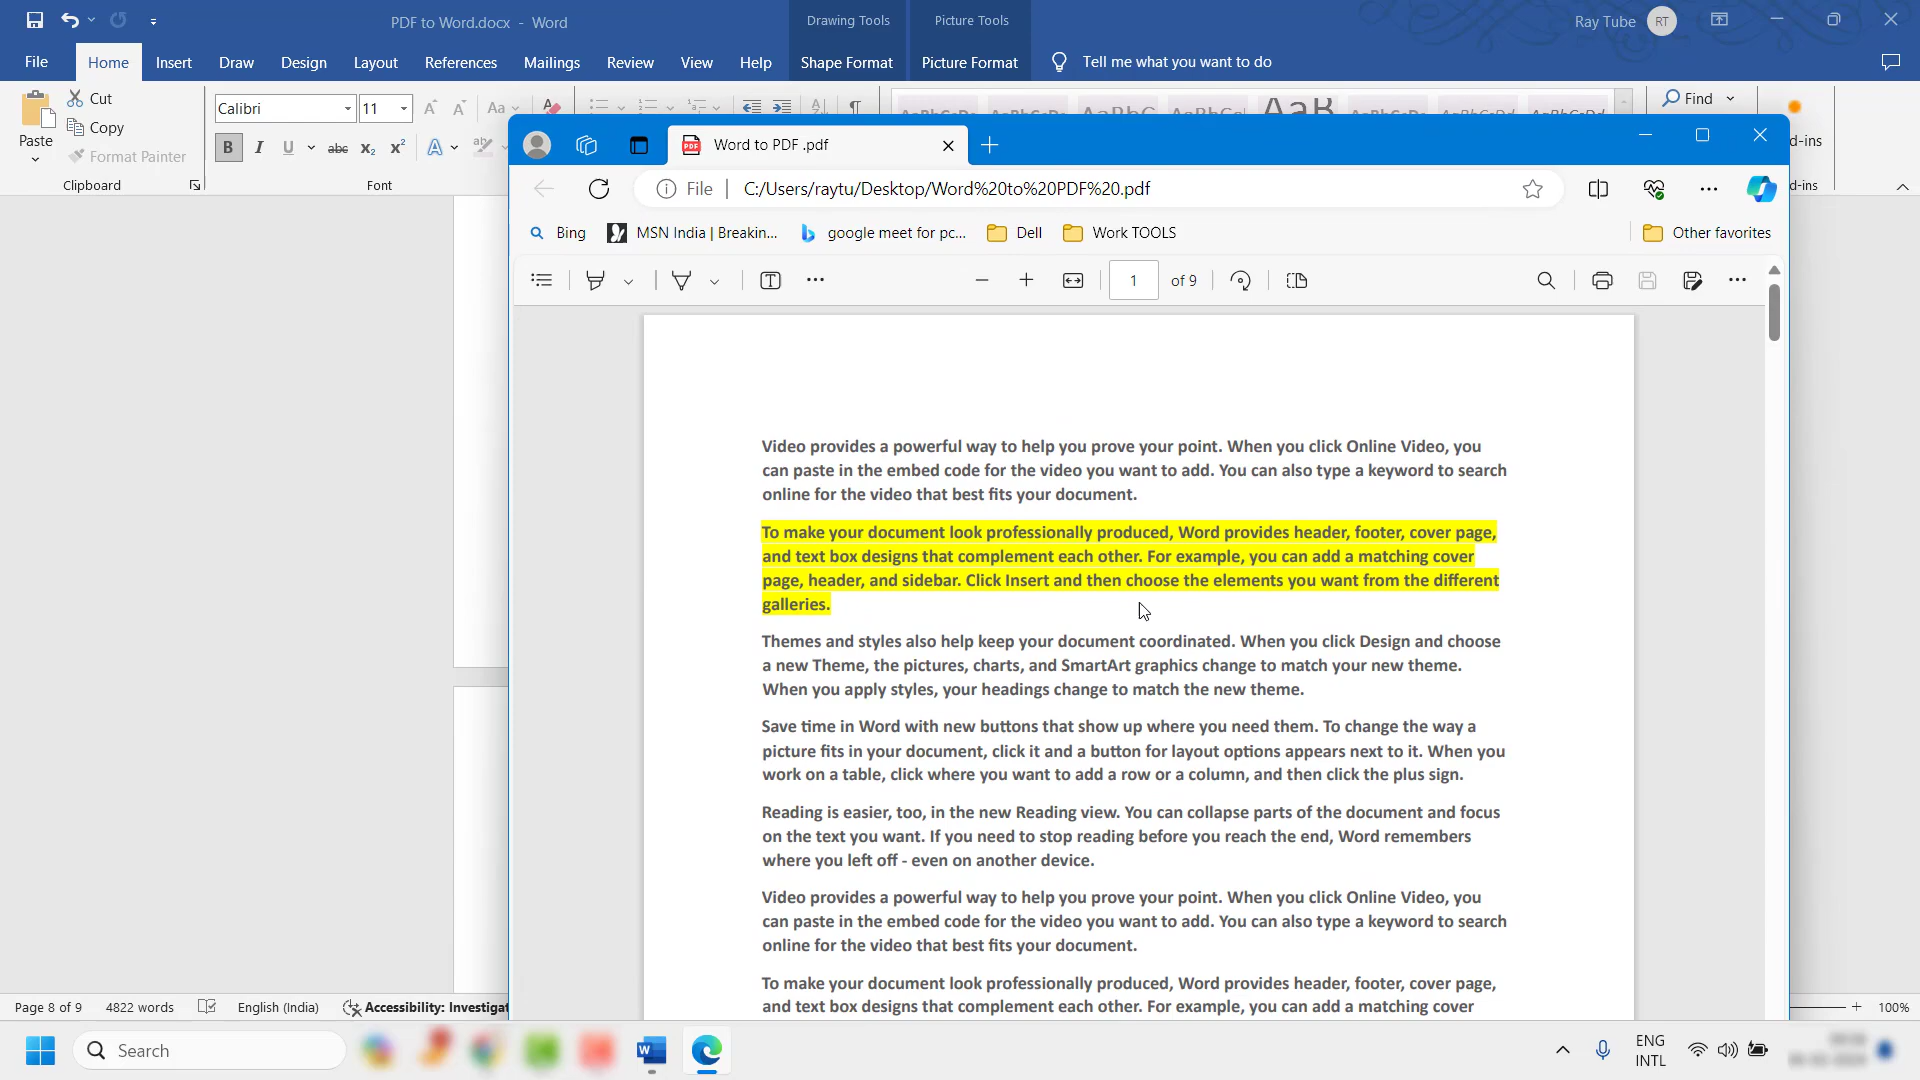 PDF to Word.docx - Word
Drawing Tools
Picture Tools
Ray Tube
RT
File
Home
Insert
Draw
Design
Layout
References
Mailings
Review
View
Help
Shape Format
Picture Format
Tell me what you want to do
Paste
Cut
Copy
Format Painter
Clipboard
Calibri
11
Font
Find
d-ins
d-ins
Word to PDF .pdf
File
C:/Users/raytu/Desktop/Word%20to%20PDF%20.pdf
Bing
MSN India | Breakin...
google meet for pc...
Dell
Work TOOLS
Other favorites
1 of 9
Video provides a powerful way to help you prove your point. When you click Online Video, you
can paste in the embed code for the video you want to add. You can also type a keyword to search
online for the video that best fits your document.
To make your document look professionally produced, Word provides header, footer, cover page,
and text box designs that complement each other. For example, you can add a matching cover
page, header, and sidebar. Click Insert and then choose the elements you want from the different
galleries.
Themes and styles also help keep your document coordinated. When you click Design and choose
a new Theme, the pictures, charts, and SmartArt graphics change to match your new theme.
When you apply styles, your headings change to match the new theme.
Save time in Word with new buttons that show up where you need them. To change the way a
picture fits in your document, click it and a button for layout options appears next to it. When you
work on a table, click where you want to add a row or a column, and then click the plus sign.
Reading is easier, too, in the new Reading view. You can collapse parts of the document and focus
on the text you want. If you need to stop reading before you reach the end, Word remembers
where you left off - even on another device.
Video provides a powerful way to help you prove your point. When you click Online Video, you
can paste in the embed code for the video you want to add. You can also type a keyword to search
online for the video that best fits your document.
To make your document look professionally produced, Word provides header, footer, cover page,
and text box designs that complement each other. For example, you can add a matching cover
Page 8 of 9
4822 words
English (India)
Accessibility: Investigat
100%
Search
ENG
INTL